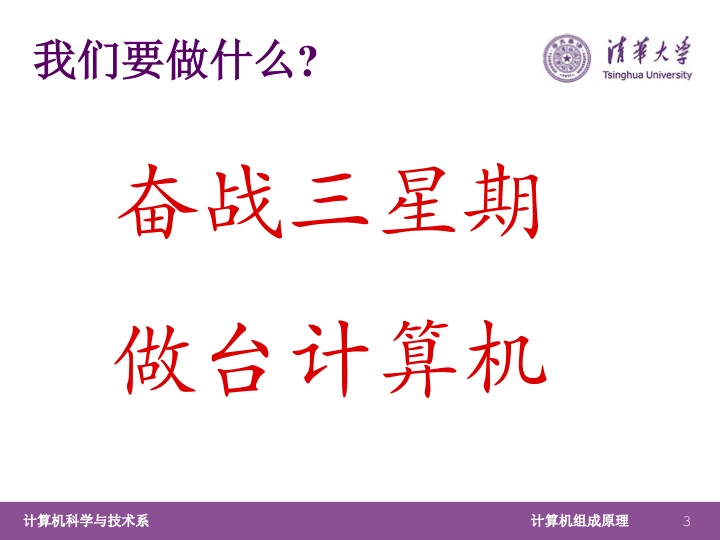 我们要做什么?
清华大学
Tsinghua University
奋战三星期
做台计算机
计算机科学与技术系
计算机组成原理
3